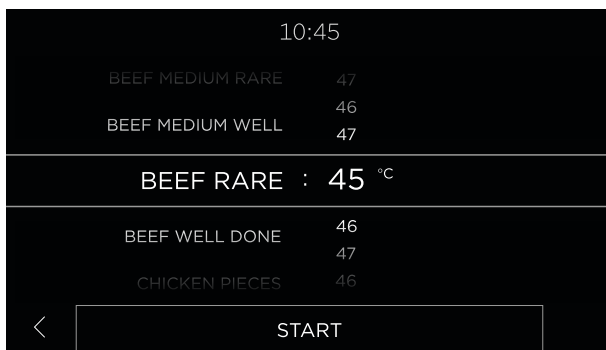 10:45
BEEF MEDIUM RARE 47
46
BEEF MEDIUM WELL
47
BEEF RARE : 45 °C
46
BEEF WELL DONE
47
CHICKEN PIECES 46
START